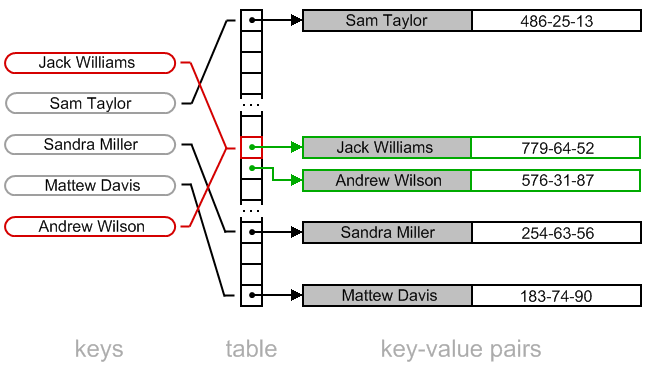 Sam Taylor 486-25-13
Jack Williams
Sam Taylor
...
Sandra Miller
Jack Williams 779-64-52
Mattew Davis
Andrew Wilson 576-31-87
...
Andrew Wilson
Sandra Miller 254-63-56
Mattew Davis 183-74-90
keys table key-value pairs